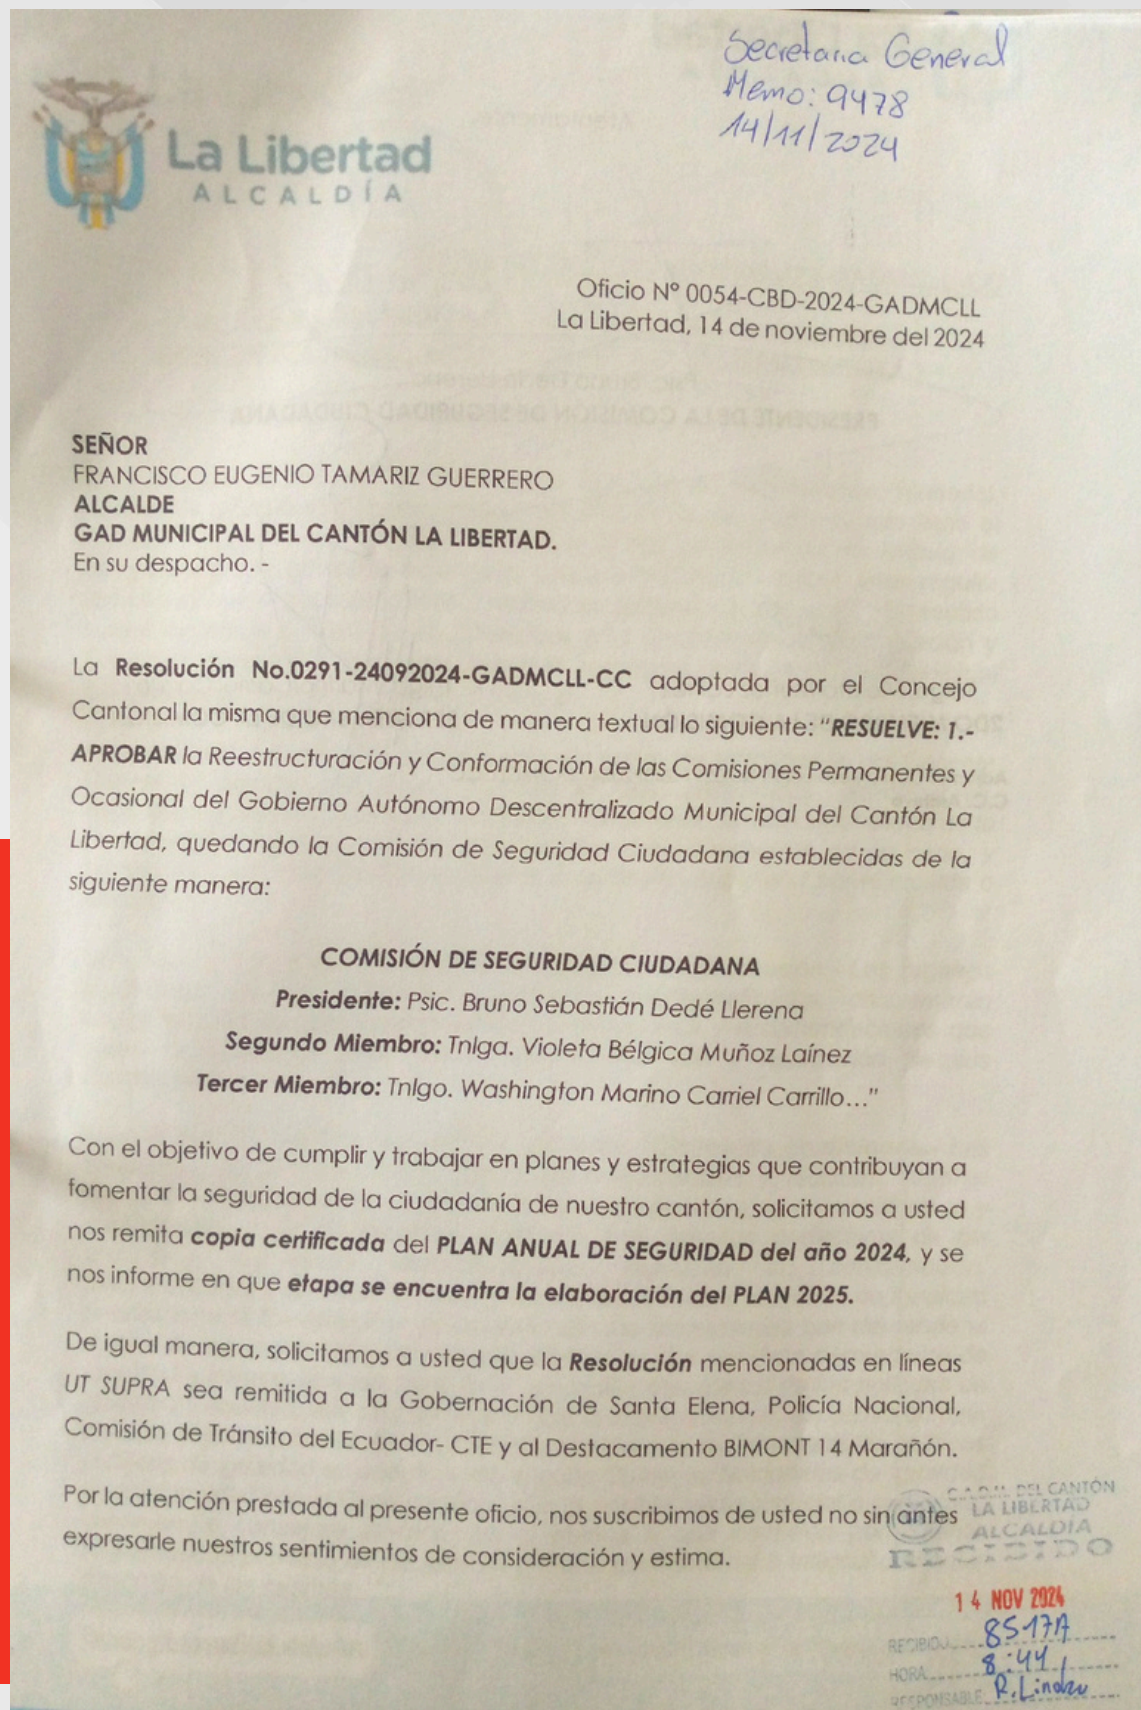 Secretaria General
Memo: 9478
14/11/2024
La Libertad
ALCALDÍA
Oficio Nº 0054-CBD-2024-GADMCLL
La Libertad, 14 de noviembre del 2024
SEÑOR
FRANCISCO EUGENIO TAMARIZ GUERRERO
ALCALDE
GAD MUNICIPAL DEL CANTÓN LA LIBERTAD.
En su despacho. -
La Resolución No.0291-24092024-GADMCLL-CC adoptada por el Concejo
Cantonal la misma que menciona de manera textual lo siguiente: "RESUELVE: 1.-
APROBAR la Reestructuración y Conformación de las Comisiones Permanentes y
Ocasional del Gobierno Autónomo Descentralizado Municipal del Cantón La
Libertad, quedando la Comisión de Seguridad Ciudadana establecidas de la
siguiente manera:
COMISIÓN DE SEGURIDAD CIUDADANA
Presidente: Psic. Bruno Sebastián Dedé Llerena
Segundo Miembro: Tnlga. Violeta Bélgica Muñoz Laínez
Tercer Miembro: Tnlgo. Washington Marino Carriel Carrillo..."
Con el objetivo de cumplir y trabajar en planes y estrategias que contribuyan a
fomentar la seguridad de la ciudadanía de nuestro cantón, solicitamos a usted
nos remita copia certificada del PLAN ANUAL DE SEGURIDAD del año 2024, y se
nos informe en que etapa se encuentra la elaboración del PLAN 2025.
De igual manera, solicitamos a usted que la Resolución mencionadas en líneas
UT SUPRA sea remitida a la Gobernación de Santa Elena, Policía Nacional,
Comisión de Tránsito del Ecuador- CTE y al Destacamento BIMONT 14 Marañón.
Por la atención prestada al presente oficio, nos suscribimos de usted no sin antes
expresarle nuestros sentimientos de consideración y estima.
DEL CANTÓN
LA LIBERTAD
ALCALDÍA
RECIBIDO
14 NOV 2024
RECIBIDO
HORA 8:44
RESPONSABLE R.